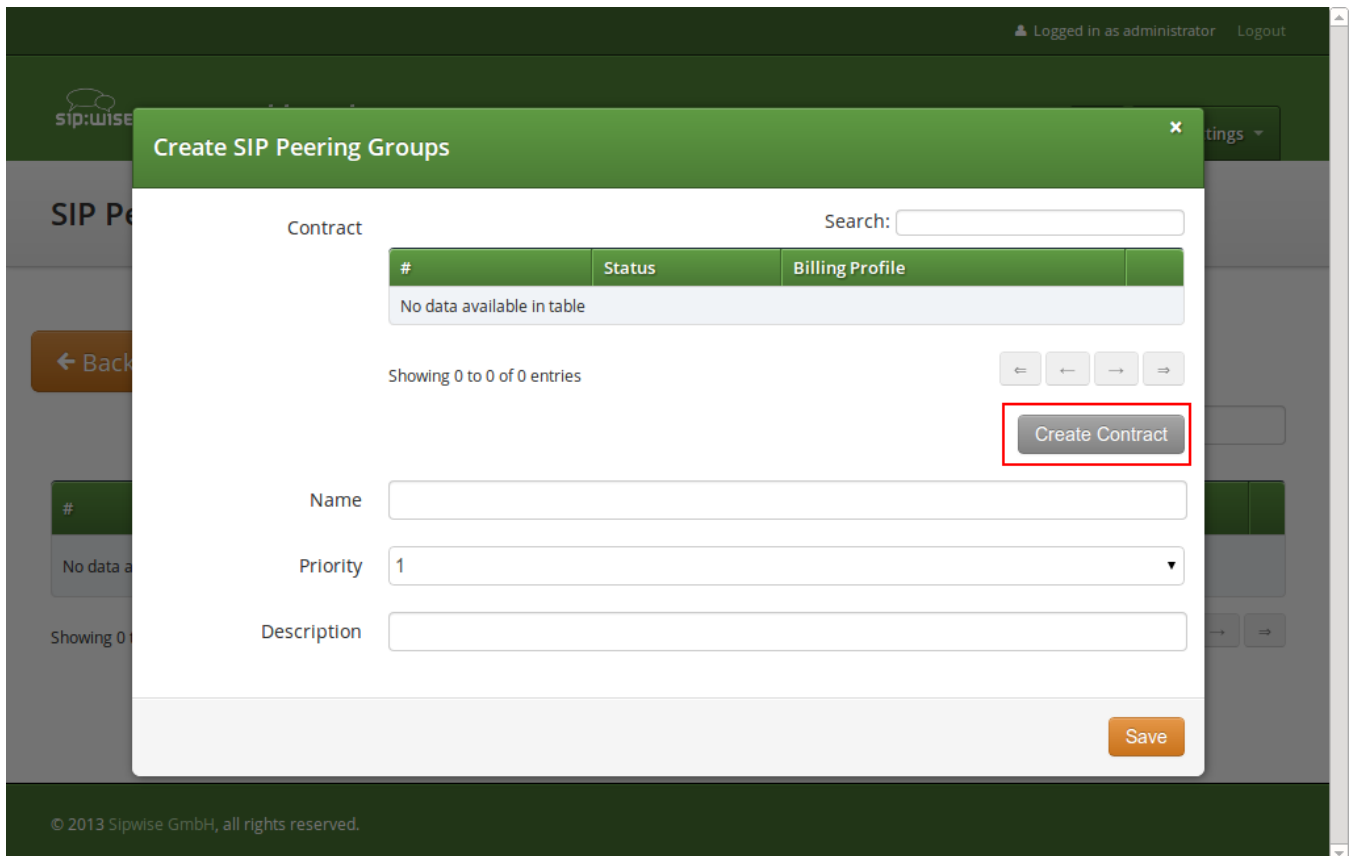 Logged in as administrator Logout
sip:wise
tings
Create SIP Peering Groups
×
SIP Pe
Contract
Search:
# Status Billing Profile
No data available in table
← Back
Showing 0 to 0 of 0 entries
⇐ ← → ⇒
Create Contract
Name
#
Priority 1
No data a
Description
Showing 0 t
→ ⇒
Save
© 2013 Sipwise GmbH, all rights reserved.